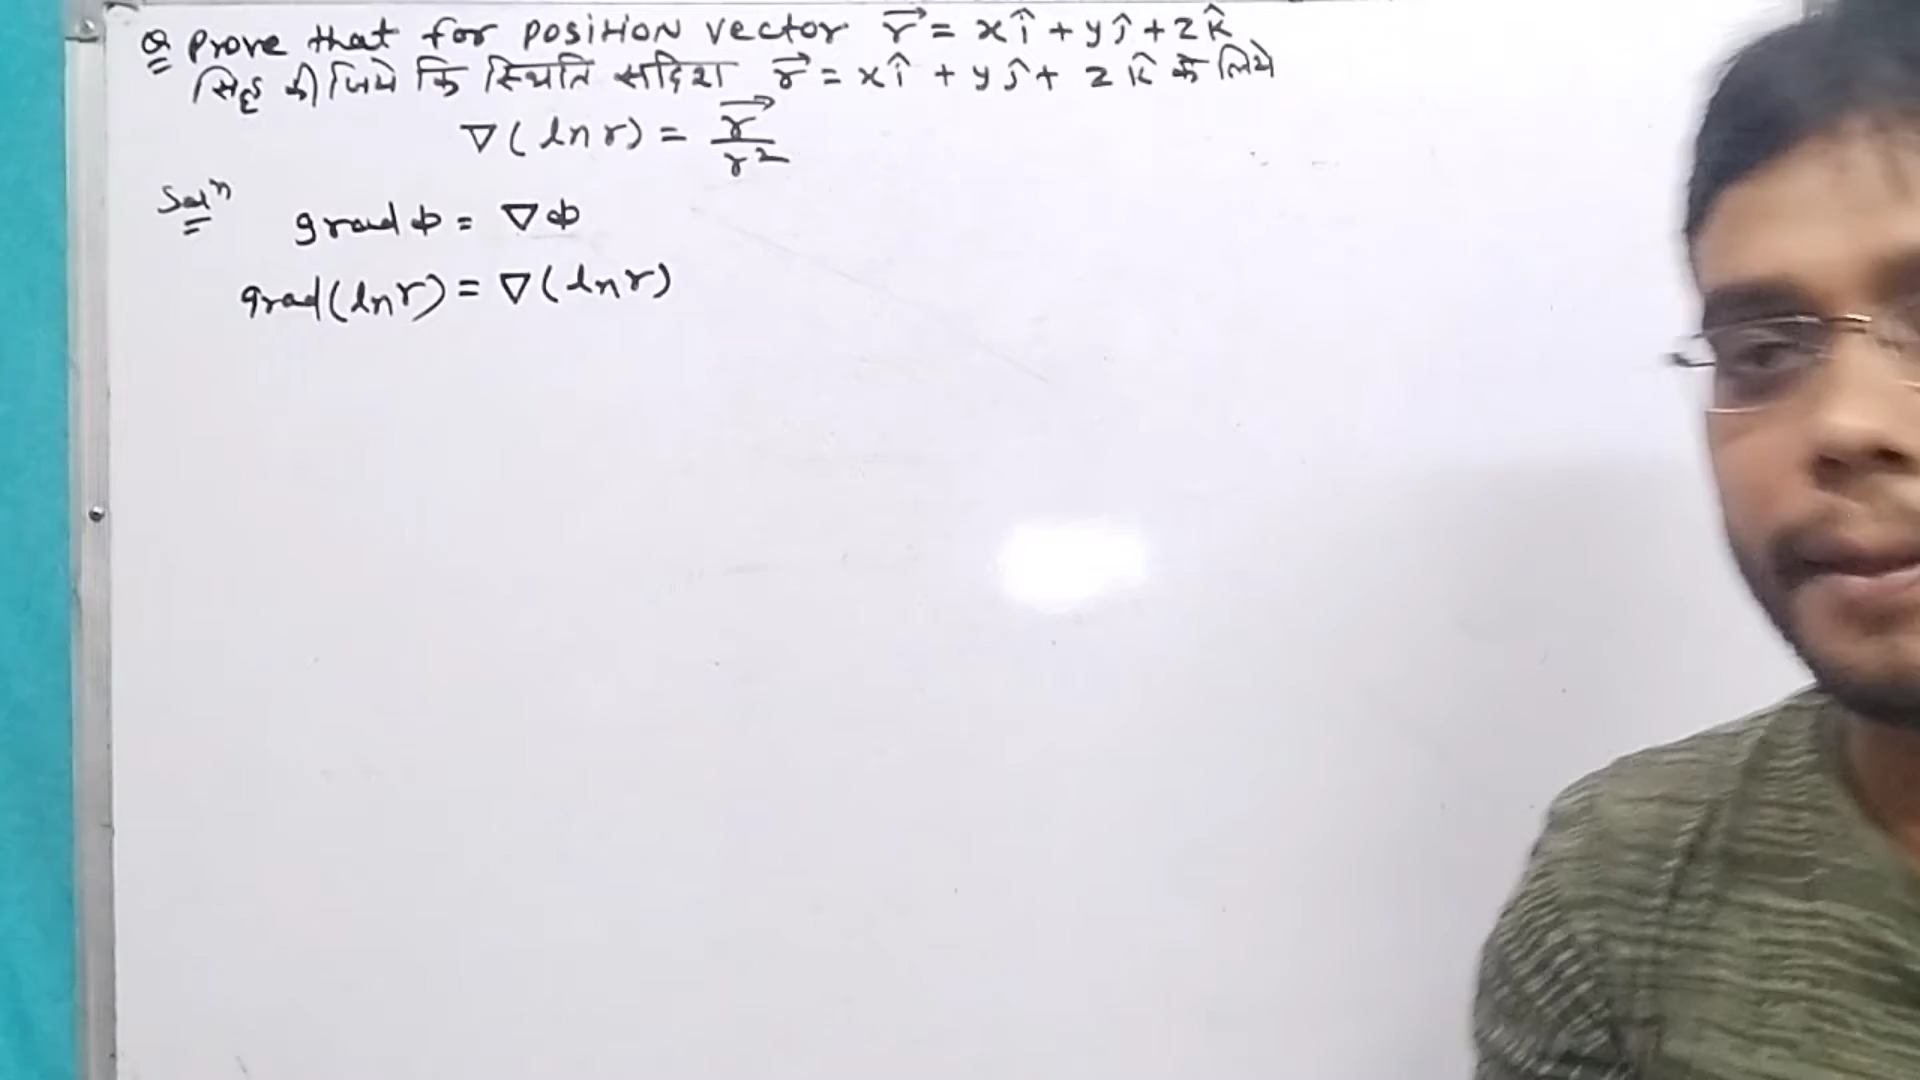 Q Prove that for position vector r⃗ = xî + yĵ + zk̂
सिद्ध कीजिये कि स्थिति सदिश r⃗ = xî + yĵ + zk̂ के लिये
∇(ln r) = r⃗/r²
Solⁿ
grad ϕ = ∇ϕ
grad(ln r) = ∇(ln r)